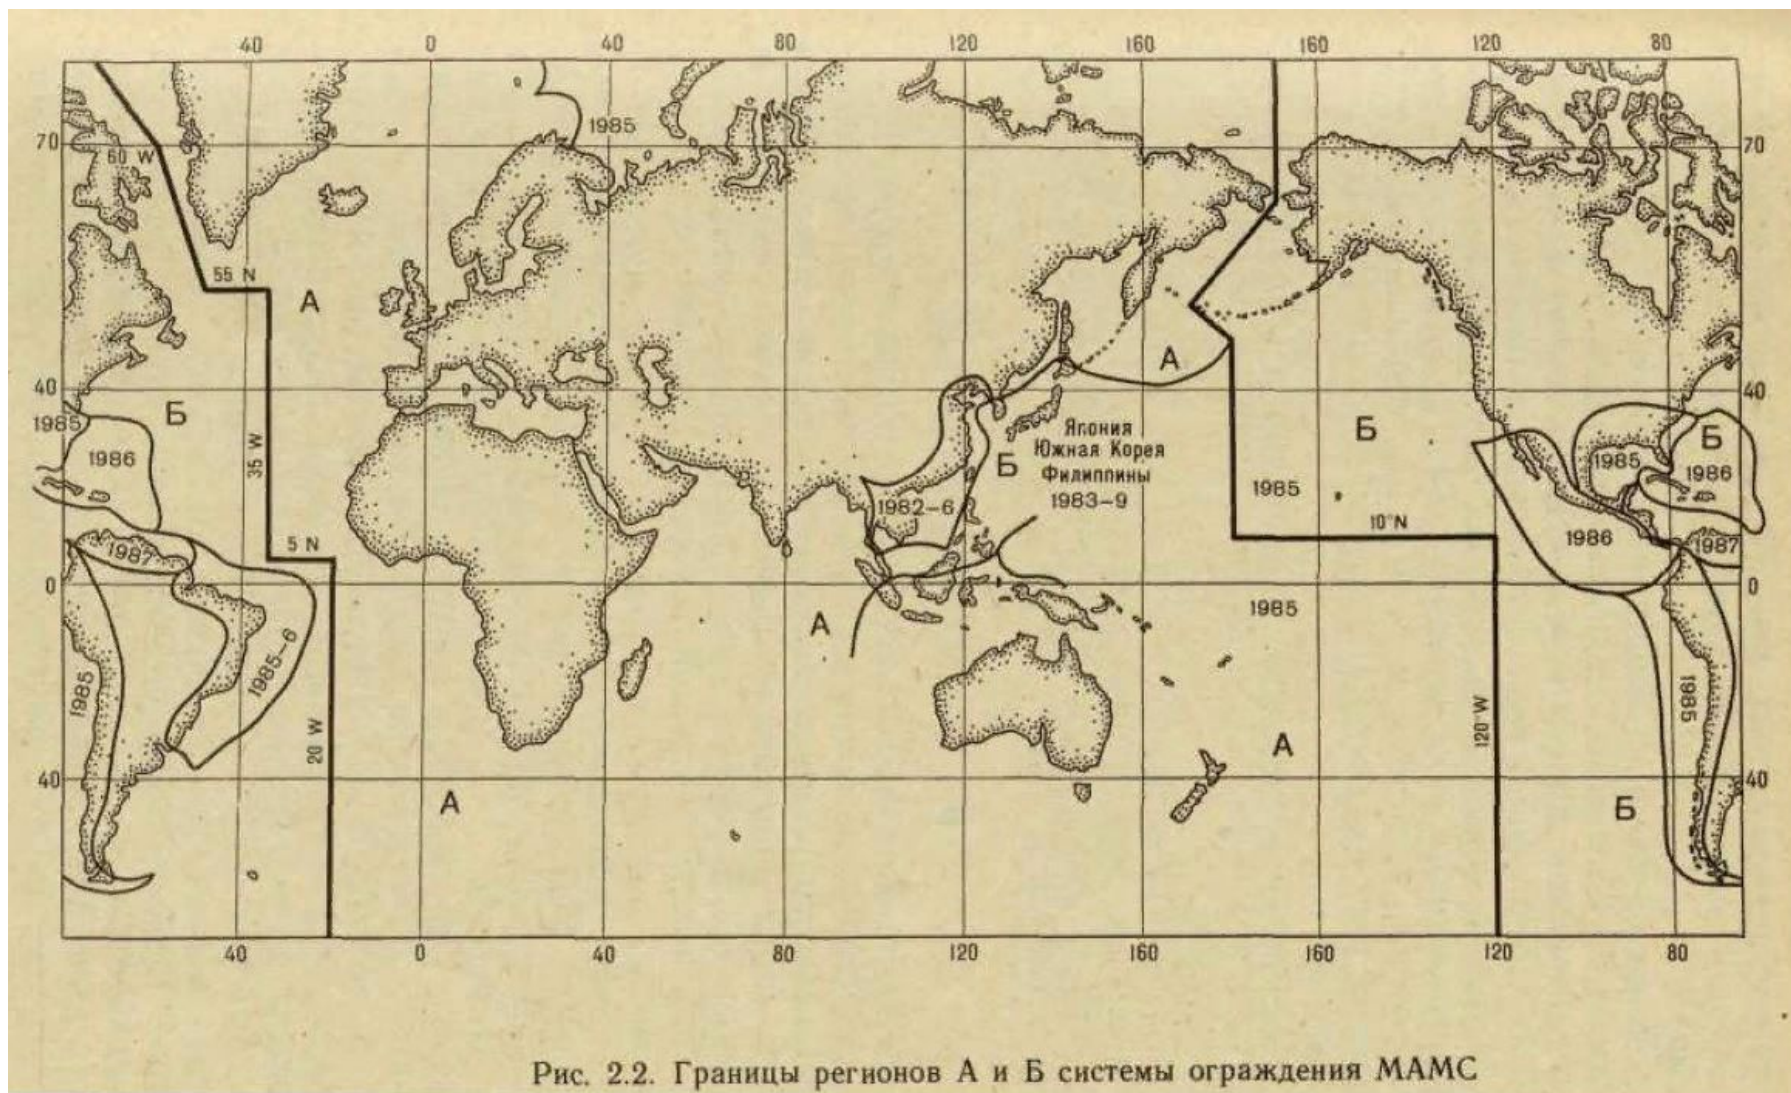 40 0 40 80 120 160 160 120 80
1985
70 70
60 W
55 N
А
А
40 40
1985 Б Б Б
Япония
Южная Корея
Филиппины
1983–9
Б
1986 35 W 1985 1986
1982–6 1985
10°N
5 N 1986 1987
1987
0 0
А 1985
1985–6
1985 1985
20 W 120°W
А
40 40
А Б
40 0 40 80 120 160 160 120 80
Рис. 2.2. Границы регионов А и Б системы ограждения МАМС